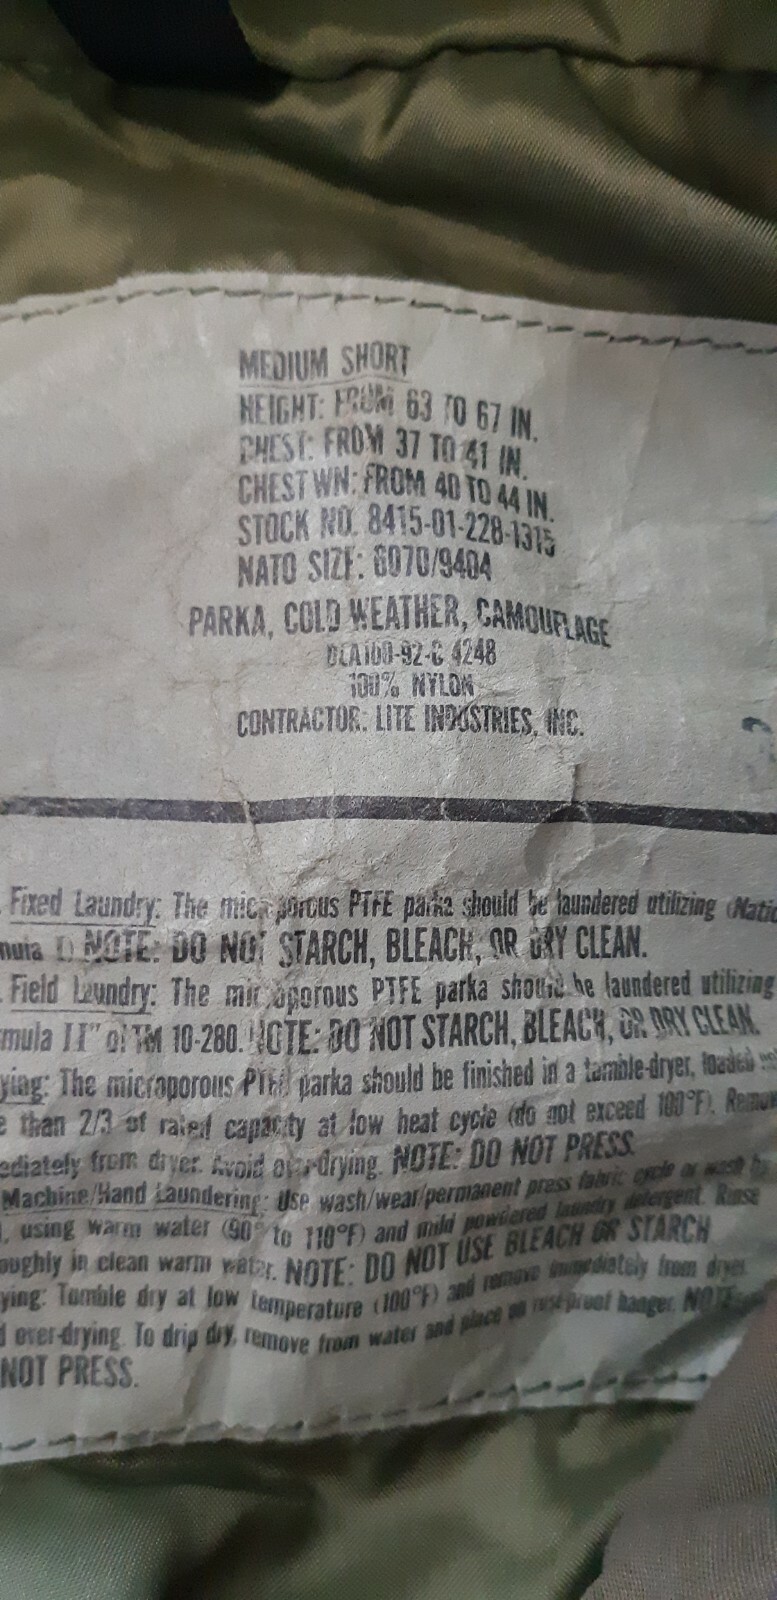 MEDIUM SHORT
HEIGHT: FROM 63 TO 67 IN.
CHEST: FROM 37 TO 41 IN.
CHEST WN: FROM 40 TO 44 IN.
STOCK NO. 8415-01-228-1315
NATO SIZE: 6070/9404
PARKA, COLD WEATHER, CAMOUFLAGE
DLA100-92-C 4248
100% NYLON
CONTRACTOR: LITE INDUSTRIES, INC.
. Fixed Laundry: The microporous PTFE parka should be laundered utilizing (Natic
mula I) NOTE: DO NOT STARCH, BLEACH, OR DRY CLEAN.
. Field Laundry: The microporous PTFE parka should be laundered utilizing
rmula II" of TM 10-280. NOTE: DO NOT STARCH, BLEACH, OR DRY CLEAN.
ying: The microporous PTFE parka should be finished in a tumble-dryer, loaded
e than 2/3 of rated capacity at low heat cycle (do not exceed 100°F). Remov
ediately from dryer. Avoid over-drying. NOTE: DO NOT PRESS.
Machine/Hand Laundering: Use wash/wear/permanent press fabric cycle or wash by
, using warm water (90° to 110°F) and mild powdered laundry detergent. Rinse
oughly in clean warm water. NOTE: DO NOT USE BLEACH OR STARCH
ying: Tumble dry at low temperature (100°F) and remove immediately from dryer.
d over-drying. To drip dry, remove from water and place on rust-proof hanger. NOTE:
NOT PRESS.